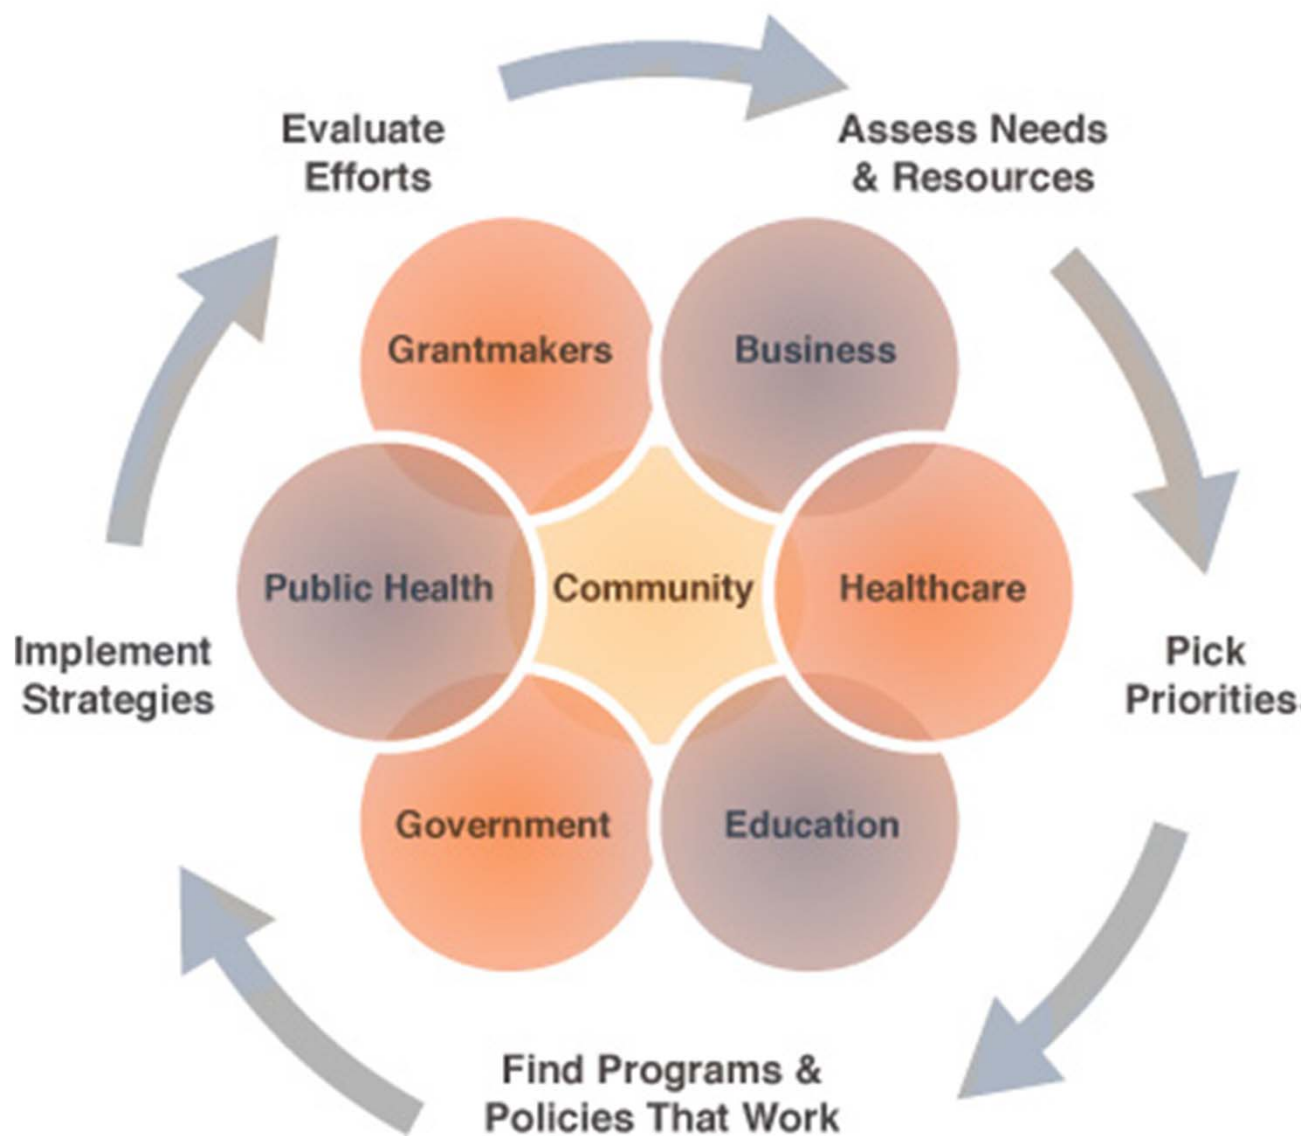 Evaluate
Efforts
Assess Needs
& Resources
Grantmakers
Business
Public Health
Community
Healthcare
Implement
Strategies
Pick
Priorities
Government
Education
Find Programs &
Policies That Work